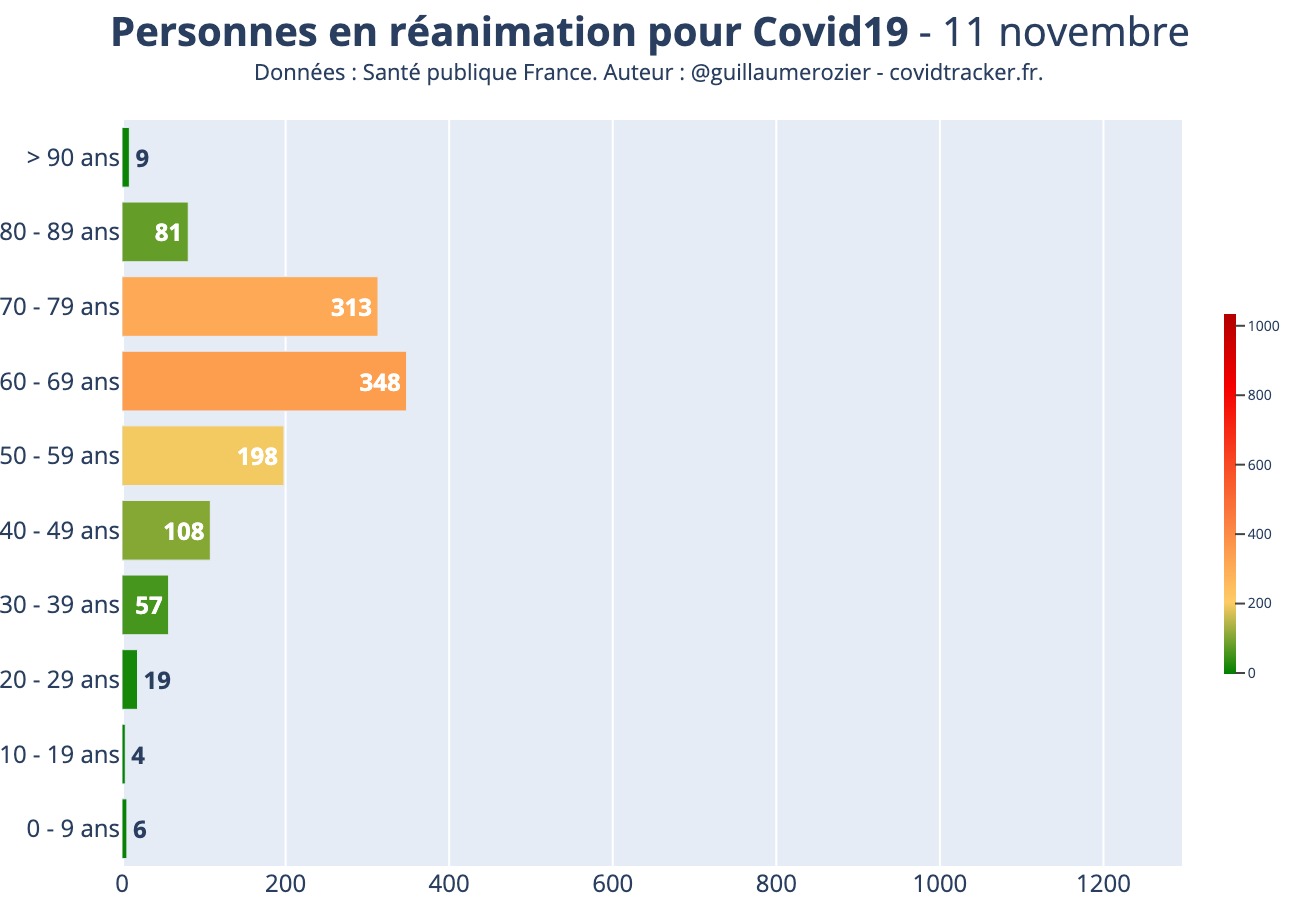 Personnes en réanimation pour Covid19 - 11 novembre
Données : Santé publique France. Auteur : @guillaumerozier - covidtracker.fr.
> 90 ans 9
80 - 89 ans 81
70 - 79 ans 313
60 - 69 ans 348
50 - 59 ans 198
40 - 49 ans 108
30 - 39 ans 57
20 - 29 ans 19
10 - 19 ans 4
0 - 9 ans 6
0 200 400 600 800 1000 1200
1000
800
600
400
200
0